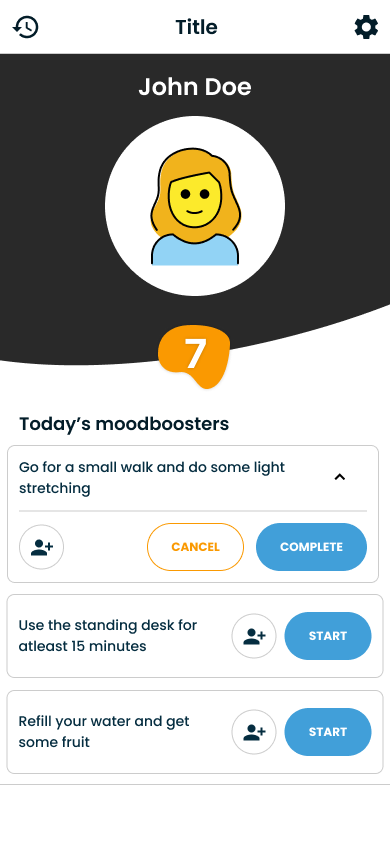 Title
John Doe
7
Today’s moodboosters
Go for a small walk and do some light
stretching
CANCEL
COMPLETE
Use the standing desk for
atleast 15 minutes
START
Refill your water and get
some fruit
START